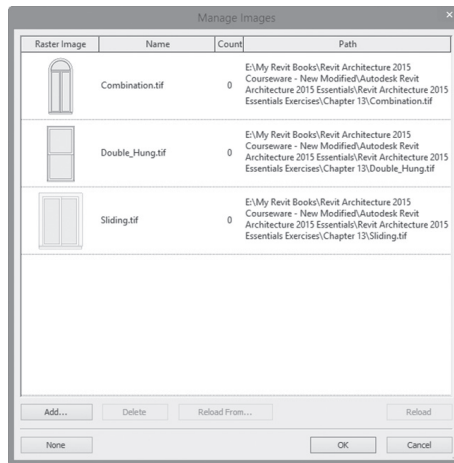 Manage Images
Raster Image Name Count Path
Combination.tif 0 E:\My Revit Books\Revit Architecture 2015
Courseware - New Modified\Autodesk Revit
Architecture 2015 Essentials\Revit Architecture 2015
Essentials Exercises\Chapter 13\Combination.tif
Double_Hung.tif 0 E:\My Revit Books\Revit Architecture 2015
Courseware - New Modified\Autodesk Revit
Architecture 2015 Essentials\Revit Architecture 2015
Essentials Exercises\Chapter 13\Double_Hung.tif
Sliding.tif 0 E:\My Revit Books\Revit Architecture 2015
Courseware - New Modified\Autodesk Revit
Architecture 2015 Essentials\Revit Architecture 2015
Essentials Exercises\Chapter 13\Sliding.tif
Add... Delete Reload From... Reload
None OK Cancel